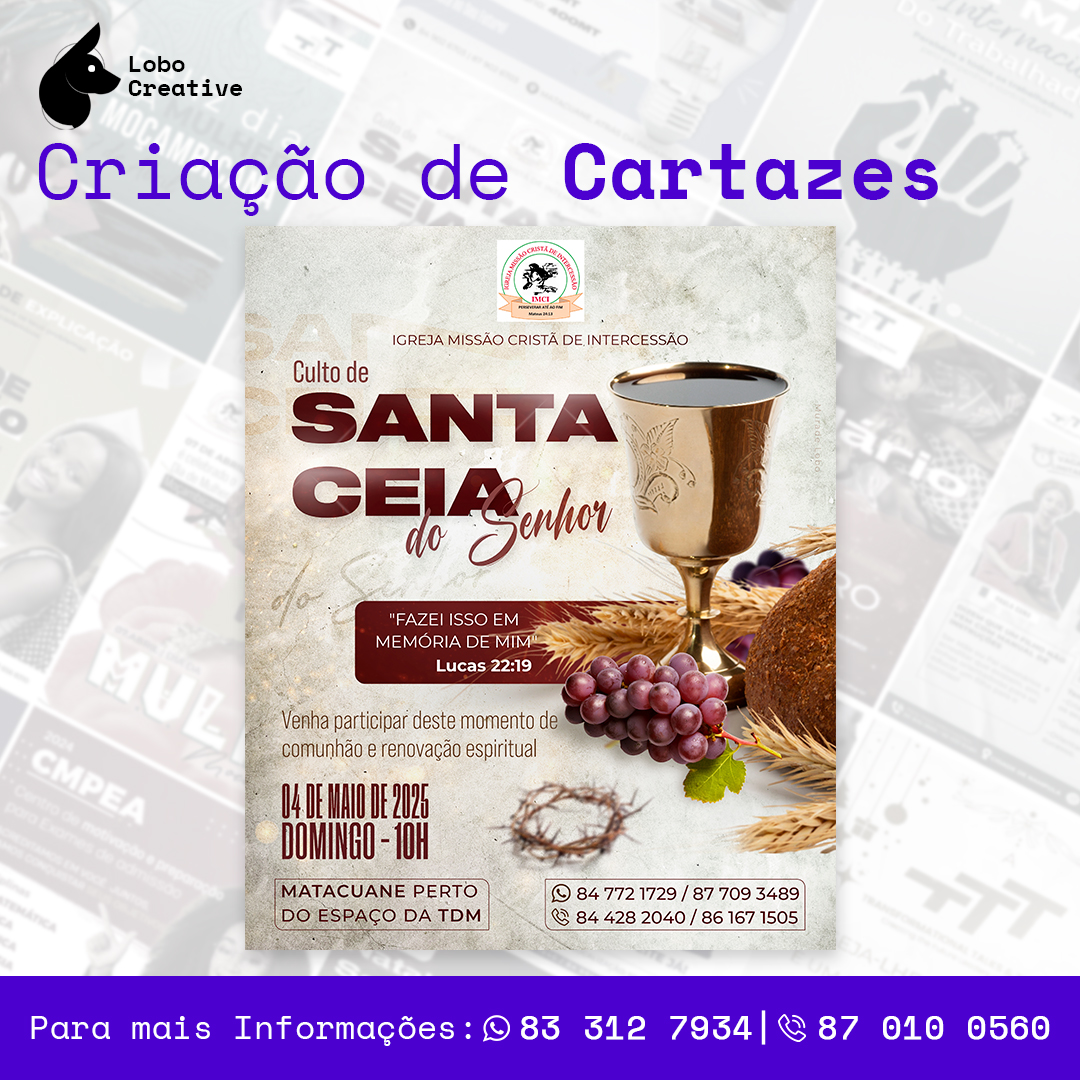 Lobo
Creative
Criação de Cartazes
IGREJA MISSÃO CRISTÃ DE INTERCESSÃO
IMCI
PERSEVERAR ATÉ AO FIM
Mateus 24:13
IGREJA MISSÃO CRISTÃ DE INTERCESSÃO
Culto de
SANTA
CEIA
do Senhor
"FAZEI ISSO EM
MEMÓRIA DE MIM"
Lucas 22:19
Venha participar deste momento de
comunhão e renovação espiritual
04 DE MAIO DE 2025
DOMINGO - 10H
MATACUANE PERTO
DO ESPAÇO DA TDM
84 772 1729 / 87 709 3489
84 428 2040 / 86 167 1505
CMPEA
Para mais Informações: 83 312 7934 | 87 010 0560